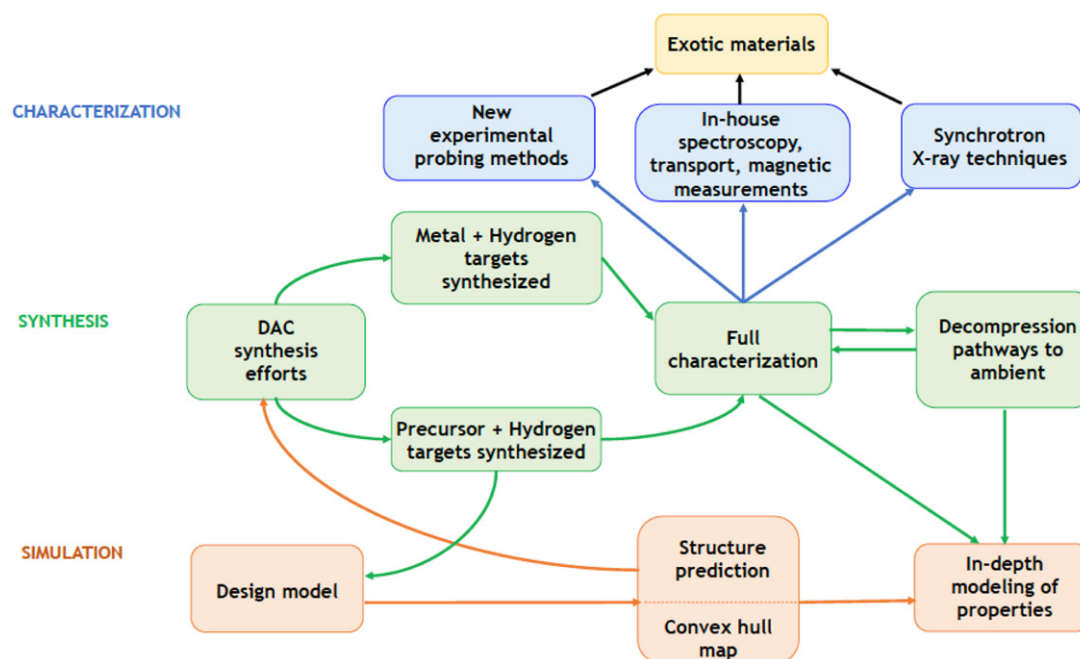 Exotic materials
CHARACTERIZATION
New
experimental
probing methods
In-house
spectroscopy,
transport, magnetic
measurements
Synchrotron
X-ray techniques
Metal + Hydrogen
targets
synthesized
SYNTHESIS
DAC
synthesis
efforts
Full
characterization
Decompression
pathways to
ambient
Precursor + Hydrogen
targets synthesized
SIMULATION
Design model
Structure
prediction
Convex hull
map
In-depth
modeling of
properties